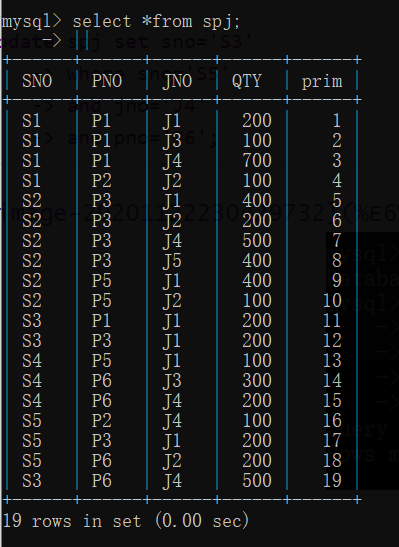 mysql> select *from spj;
->
SNO PNO JNO QTY prim
S1 P1 J1 200 1
S1 P1 J3 100 2
S1 P1 J4 700 3
S1 P2 J2 100 4
S2 P3 J1 400 5
S2 P3 J2 200 6
S2 P3 J4 500 7
S2 P3 J5 400 8
S2 P5 J1 400 9
S2 P5 J2 100 10
S3 P1 J1 200 11
S3 P3 J1 200 12
S4 P5 J1 100 13
S4 P6 J3 300 14
S4 P6 J4 200 15
S5 P2 J4 100 16
S5 P3 J1 200 17
S5 P6 J2 200 18
S3 P6 J4 500 19
19 rows in set (0.00 sec)